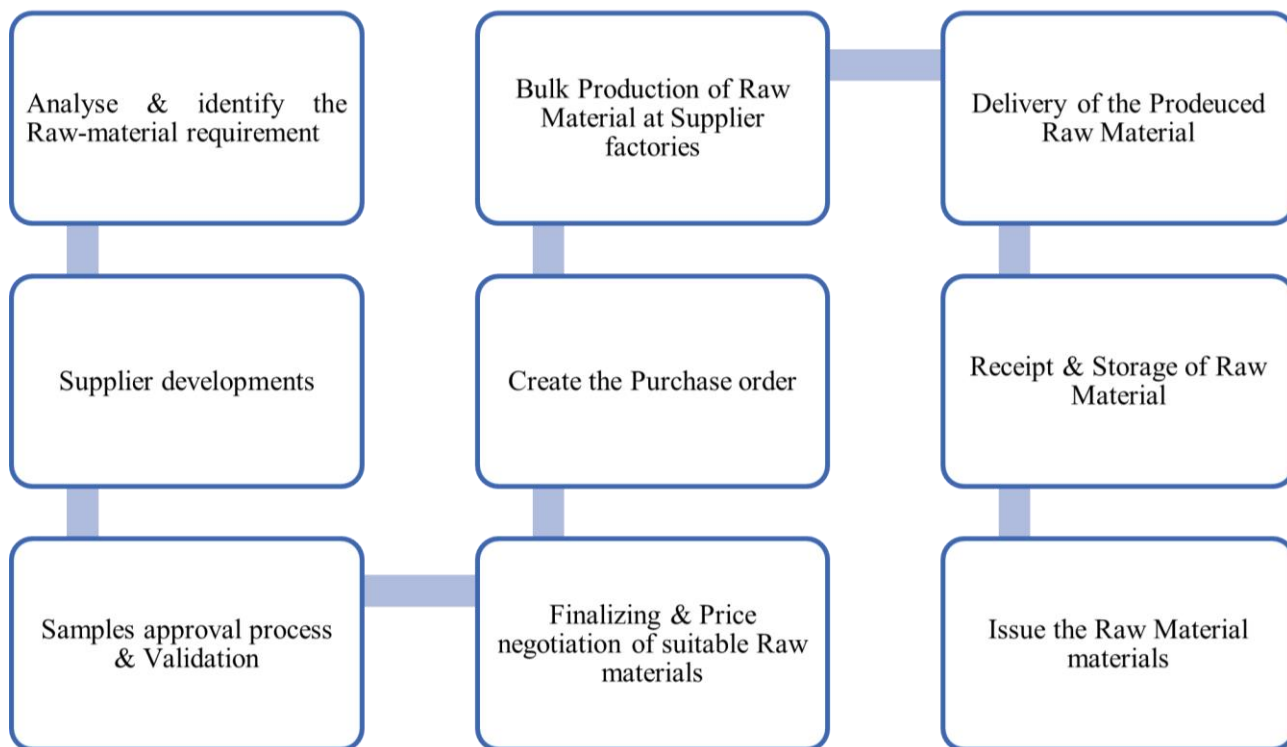 Analyse & identify the
Raw-material requirement
Supplier developments
Samples approval process
& Validation
Finalizing & Price
negotiation of suitable Raw
materials
Create the Purchase order
Bulk Production of Raw
Material at Supplier
factories
Delivery of the Prodeuced
Raw Material
Receipt & Storage of Raw
Material
Issue the Raw Material
materials